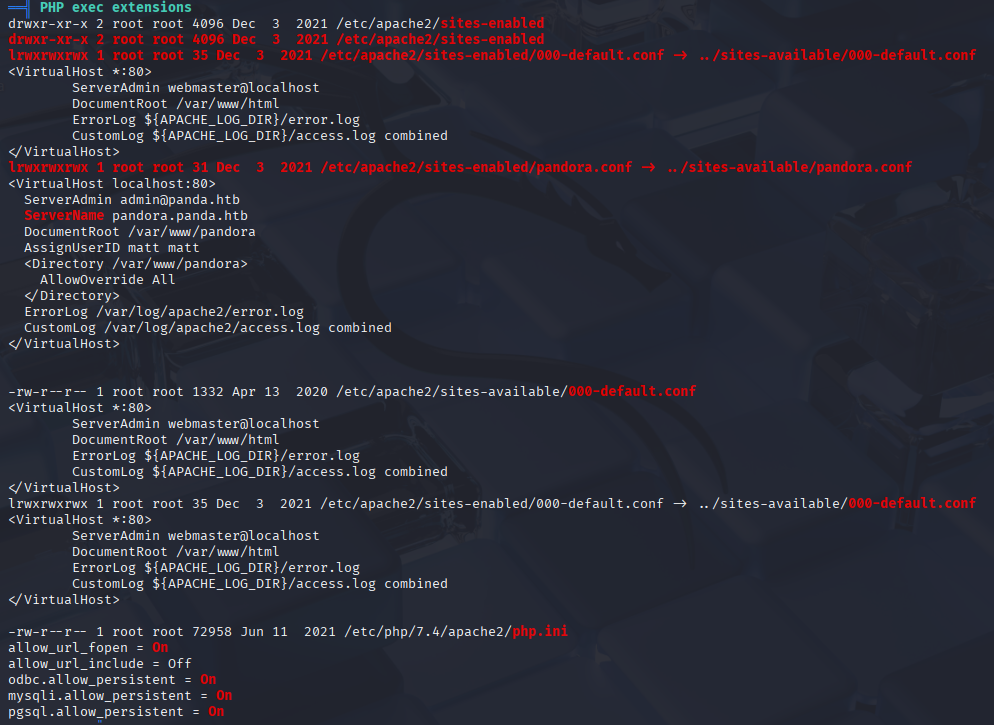 ══╣ PHP exec extensions
drwxr-xr-x 2 root root 4096 Dec  3  2021 /etc/apache2/sites-enabled
drwxr-xr-x 2 root root 4096 Dec  3  2021 /etc/apache2/sites-enabled
lrwxrwxrwx 1 root root 35 Dec  3  2021 /etc/apache2/sites-enabled/000-default.conf -> ../sites-available/000-default.conf
<VirtualHost *:80>
        ServerAdmin webmaster@localhost
        DocumentRoot /var/www/html
        ErrorLog ${APACHE_LOG_DIR}/error.log
        CustomLog ${APACHE_LOG_DIR}/access.log combined
</VirtualHost>
lrwxrwxrwx 1 root root 31 Dec  3  2021 /etc/apache2/sites-enabled/pandora.conf -> ../sites-available/pandora.conf
<VirtualHost localhost:80>
  ServerAdmin admin@panda.htb
  ServerName pandora.panda.htb
  DocumentRoot /var/www/pandora
  AssignUserID matt matt
  <Directory /var/www/pandora>
    AllowOverride All
  </Directory>
  ErrorLog /var/log/apache2/error.log
  CustomLog /var/log/apache2/access.log combined
</VirtualHost>
-rw-r--r-- 1 root root 1332 Apr 13  2020 /etc/apache2/sites-available/000-default.conf
<VirtualHost *:80>
        ServerAdmin webmaster@localhost
        DocumentRoot /var/www/html
        ErrorLog ${APACHE_LOG_DIR}/error.log
        CustomLog ${APACHE_LOG_DIR}/access.log combined
</VirtualHost>
lrwxrwxrwx 1 root root 35 Dec  3  2021 /etc/apache2/sites-enabled/000-default.conf -> ../sites-available/000-default.conf
<VirtualHost *:80>
        ServerAdmin webmaster@localhost
        DocumentRoot /var/www/html
        ErrorLog ${APACHE_LOG_DIR}/error.log
        CustomLog ${APACHE_LOG_DIR}/access.log combined
</VirtualHost>
-rw-r--r-- 1 root root 72958 Jun 11  2021 /etc/php/7.4/apache2/php.ini
allow_url_fopen = On
allow_url_include = Off
odbc.allow_persistent = On
mysqli.allow_persistent = On
pgsql.allow_persistent = On